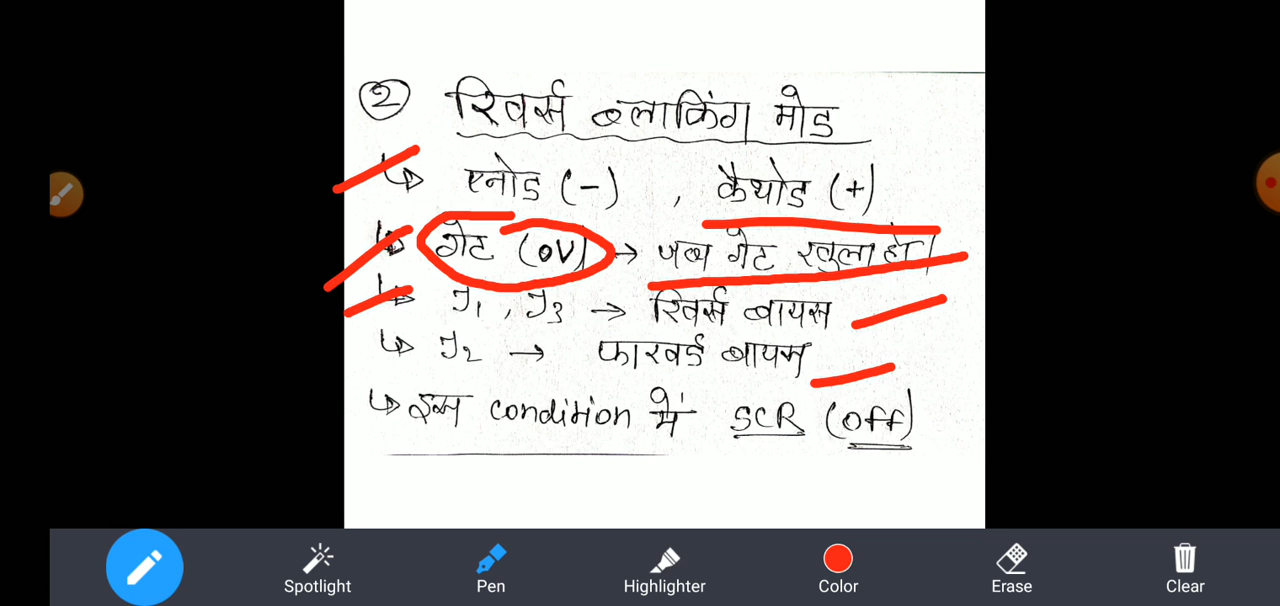 ② रिवर्स ब्लाकिंग मोड
↳ एनोड (-) , कैथोड (+)
↳ गेट (0V) → जब गेट खुला हो।
↳ J1 , J3 → रिवर्स बायस
↳ J2 → फारवर्ड बायस
↳ इस condition में SCR (off)
Spotlight Pen Highlighter Color Erase Clear